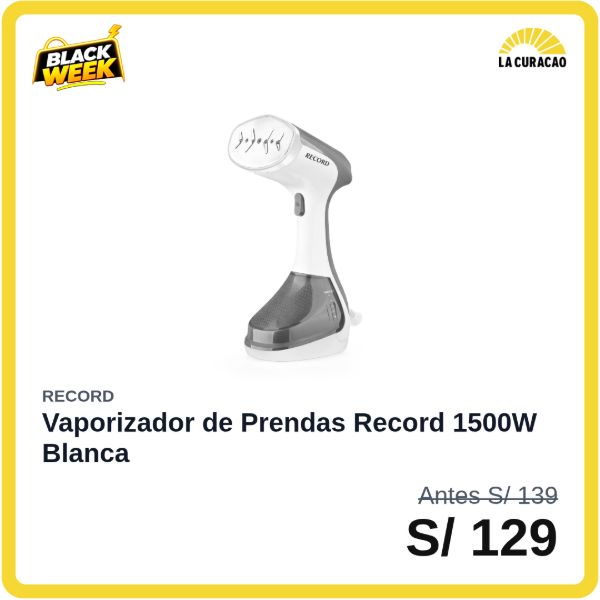 BLACK
WEEK
LA CURACAO
RECORD
RECORD
Vaporizador de Prendas Record 1500W
Blanca
Antes S/ 139
S/ 129